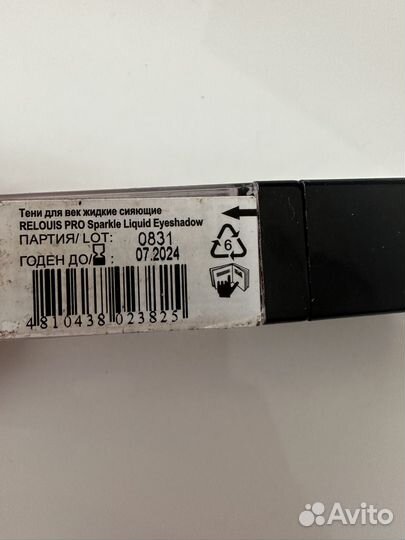 Тени для век жидкие сияющие
RELOUIS PRO Sparkle Liquid Eyeshadow
ПАРТИЯ/ LOT: 0831
ГОДЕН ДО/ : 07.2024
6
4810438023825
Avito